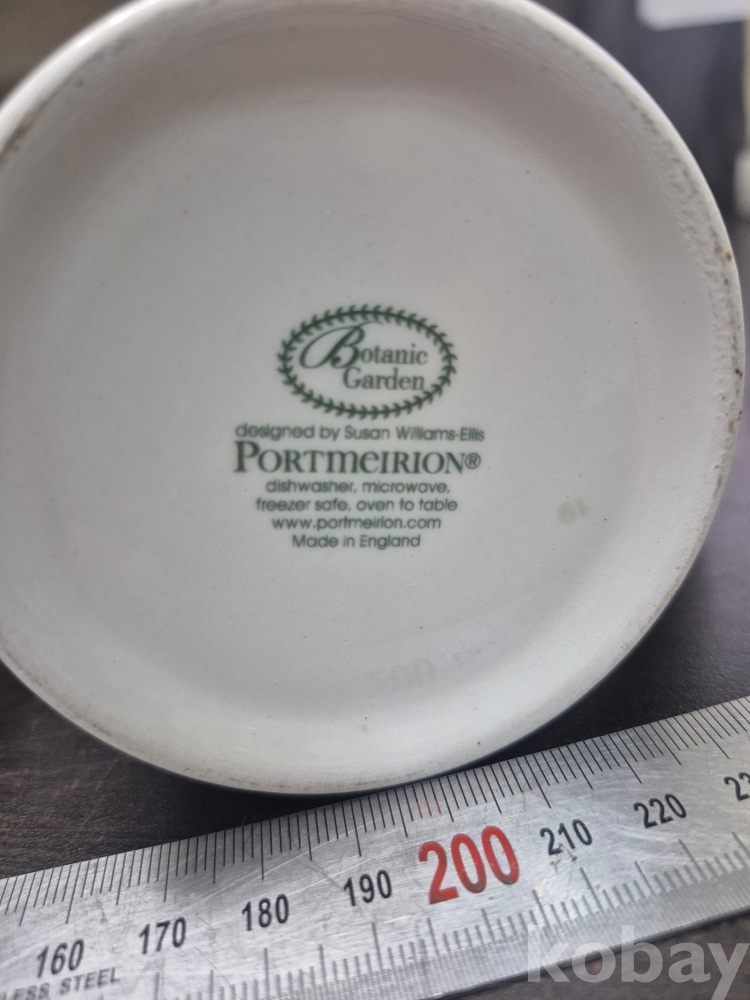 Botanic
Garden
designed by Susan Williams-Ellis
PORTMEIRION®
dishwasher, microwave,
freezer safe, oven to table
www.portmeirion.com
Made in England
160 170 180 190 200 210 220
STEEL
kobay